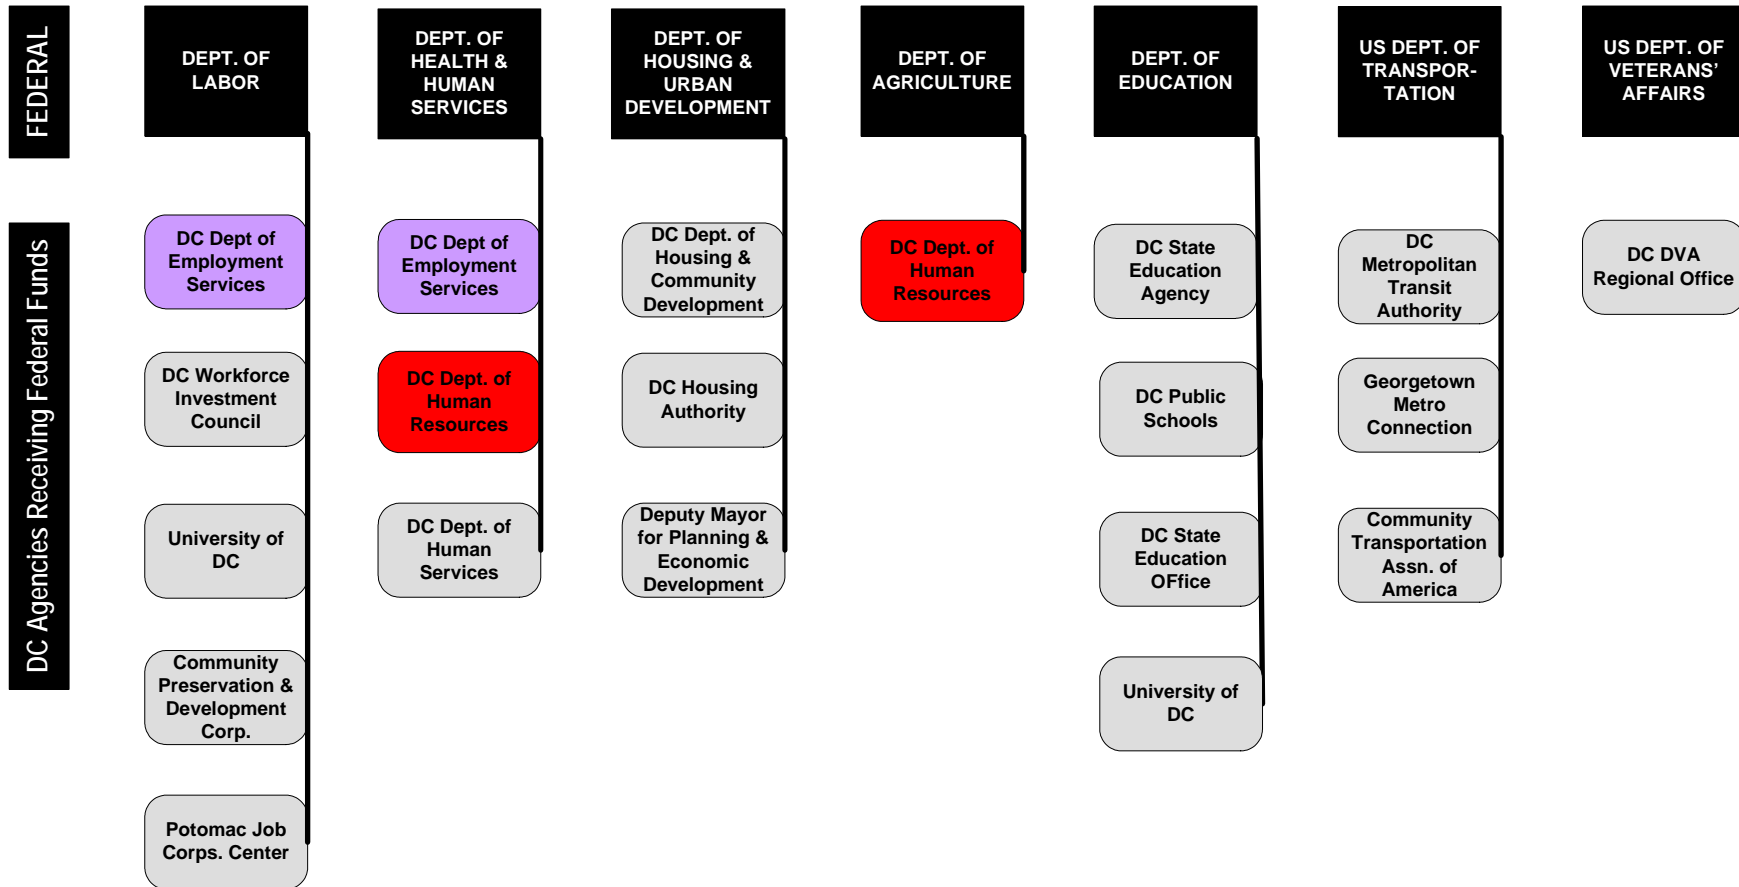 FEDERAL
DEPT. OF
LABOR
DEPT. OF
HEALTH &
HUMAN
SERVICES
DEPT. OF
HOUSING &
URBAN
DEVELOPMENT
DEPT. OF
AGRICULTURE
DEPT. OF
EDUCATION
US DEPT. OF
TRANSPOR-
TATION
US DEPT. OF
VETERANS'
AFFAIRS
DC Agencies Receiving Federal Funds
DC Dept of
Employment
Services
DC Dept of
Employment
Services
DC Dept. of
Housing &
Community
Development
DC Dept. of
Human
Resources
DC State
Education
Agency
DC
Metropolitan
Transit
Authority
DC DVA
Regional Office
DC Workforce
Investment
Council
DC Dept. of
Human
Resources
DC Housing
Authority
DC Public
Schools
Georgetown
Metro
Connection
University of
DC
DC Dept. of
Human
Services
Deputy Mayor
for Planning &
Economic
Development
DC State
Education
OFfice
Community
Transportation
Assn. of
America
Community
Preservation &
Development
Corp.
University of
DC
Potomac Job
Corps. Center